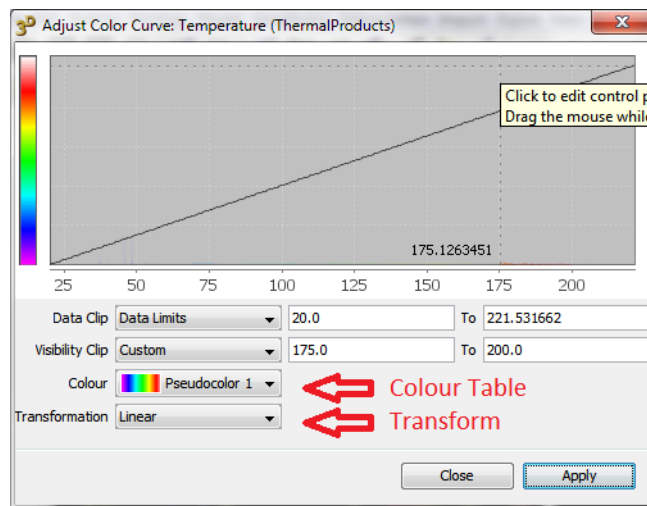 3D Adjust Color Curve: Temperature (ThermalProducts)
Click to edit control p
Drag the mouse while
175.1263451
25 50 75 100 125 150 175 200
Data Clip Data Limits 20.0 To 221.531662
Visibility Clip Custom 175.0 To 200.0
Colour Pseudocolor 1 Colour Table
Transformation Linear Transform
Close Apply